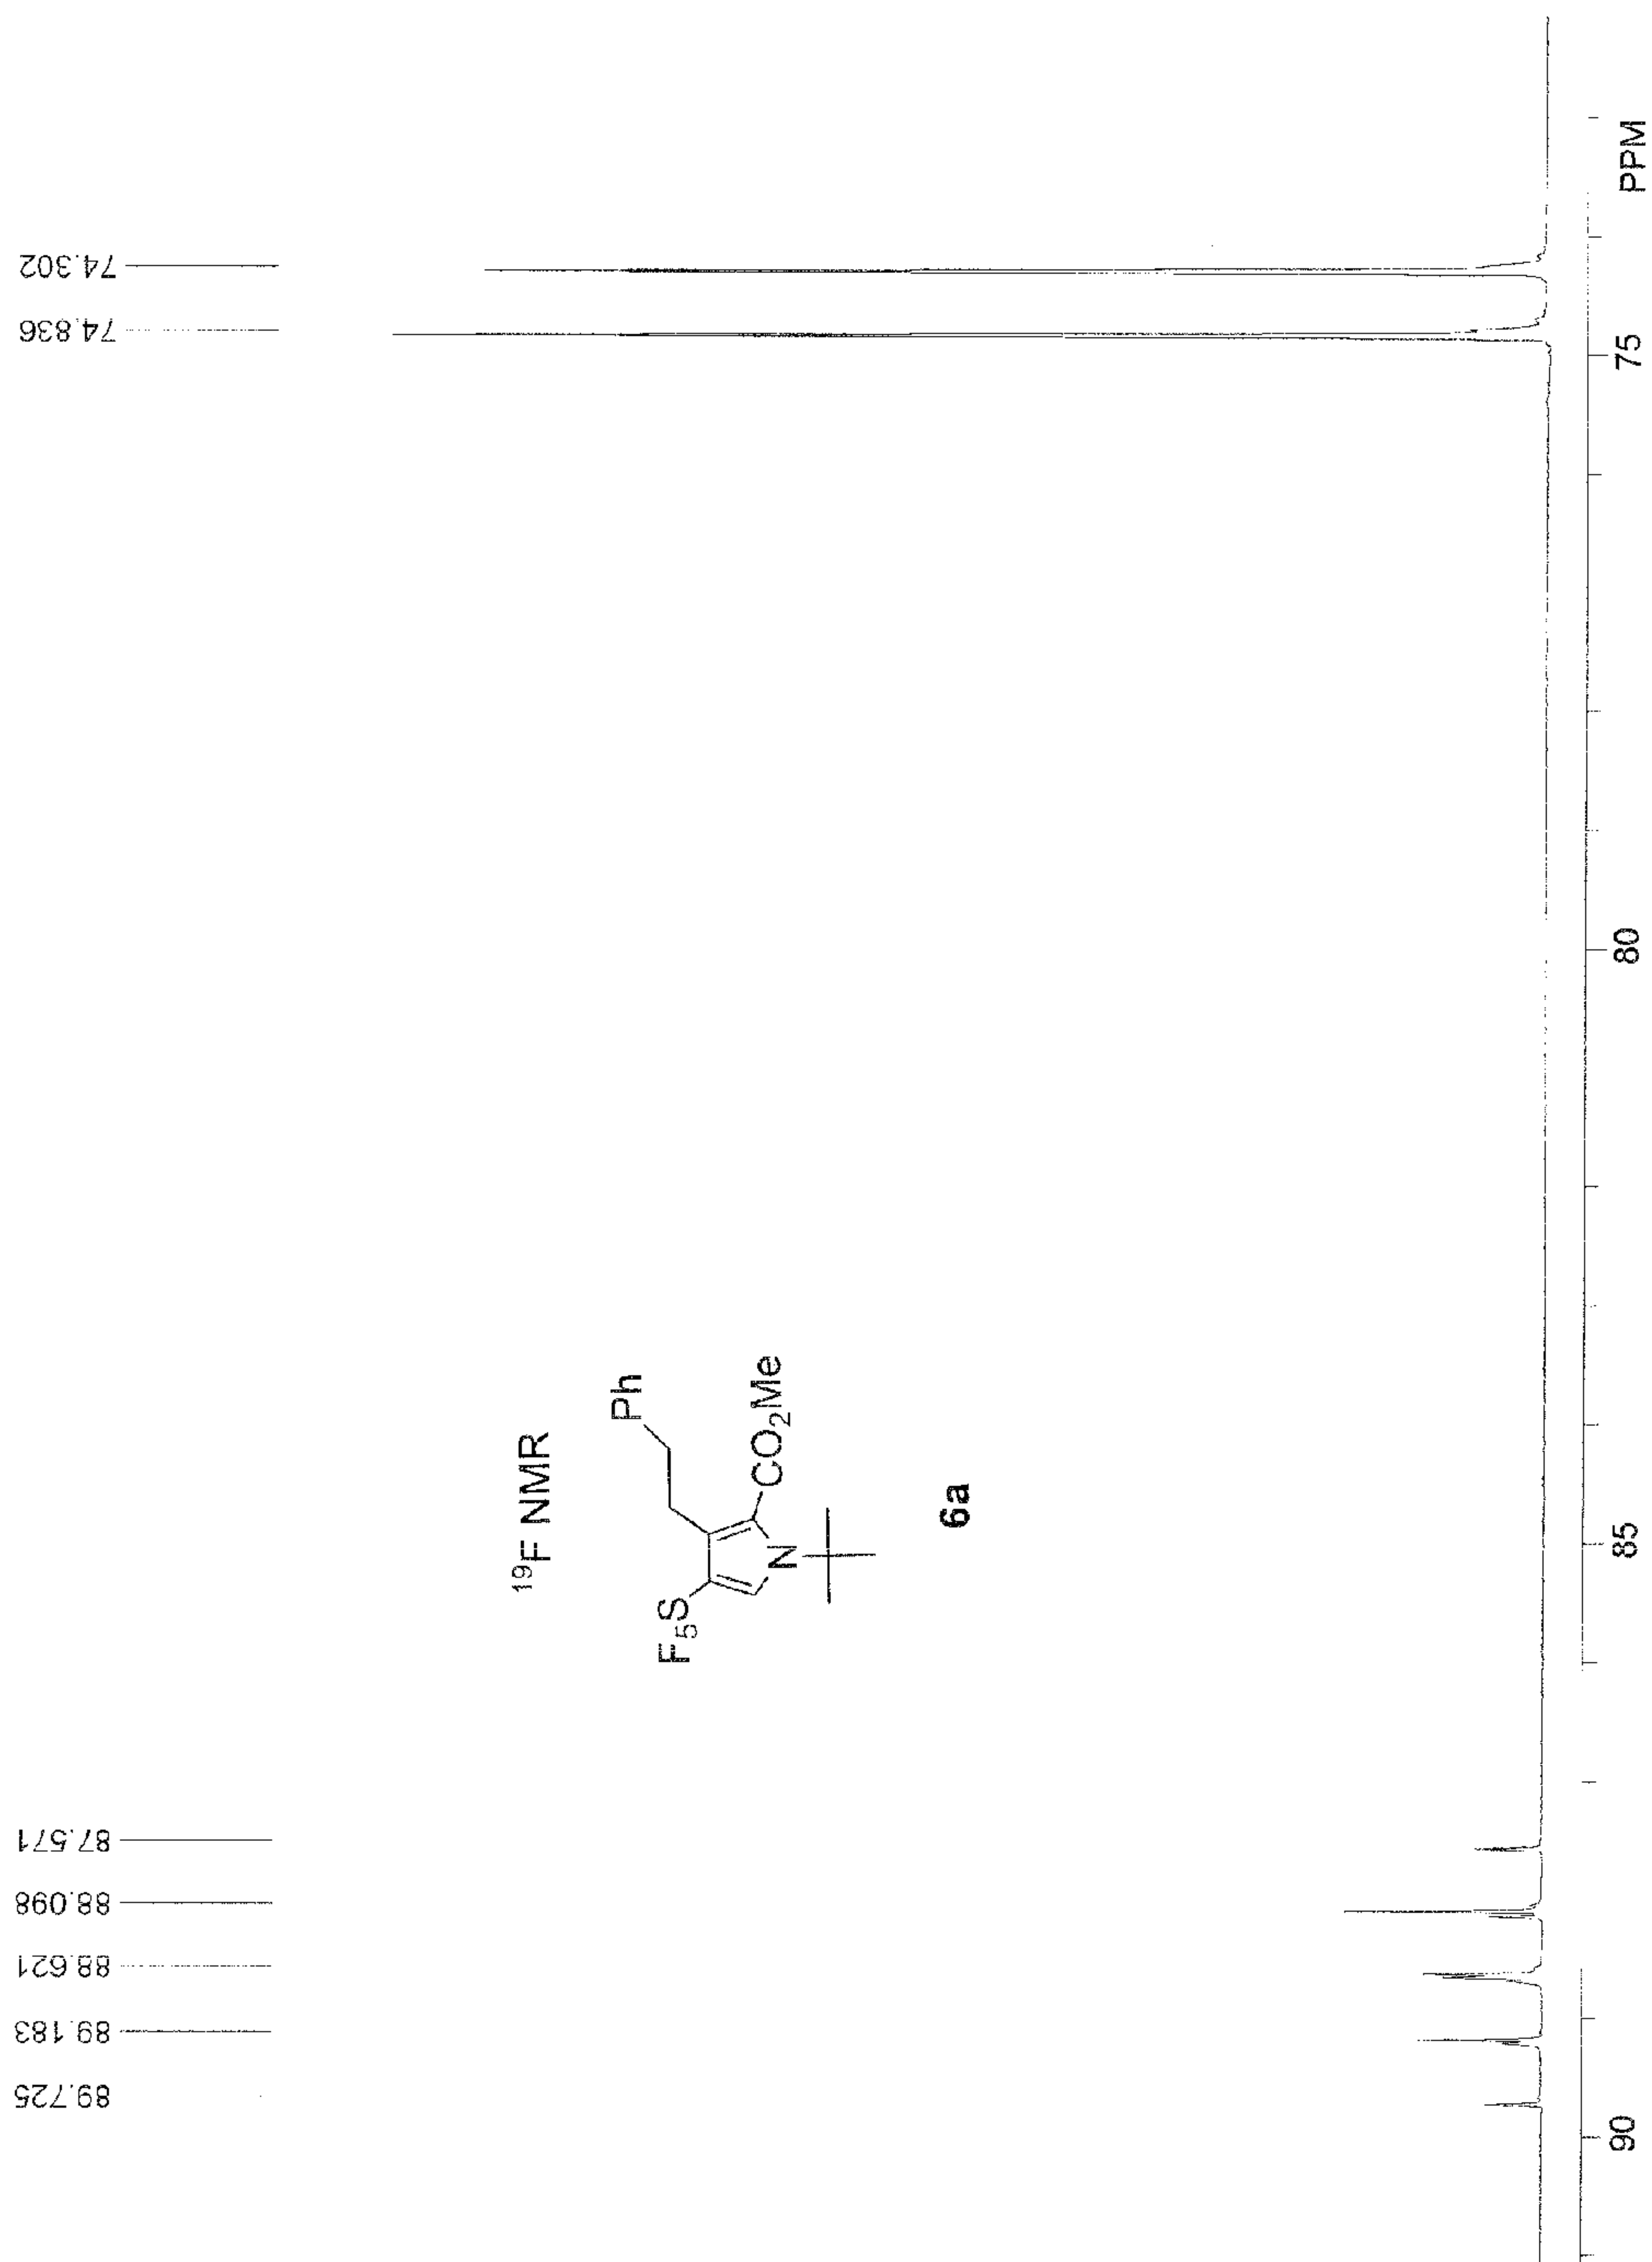 74.302
74.836
87.571
88.098
88.621
89.183
89.725
¹⁹F NMR
Ph
F₅S
CO₂Me
N
6a
90
85
80
75
PPM